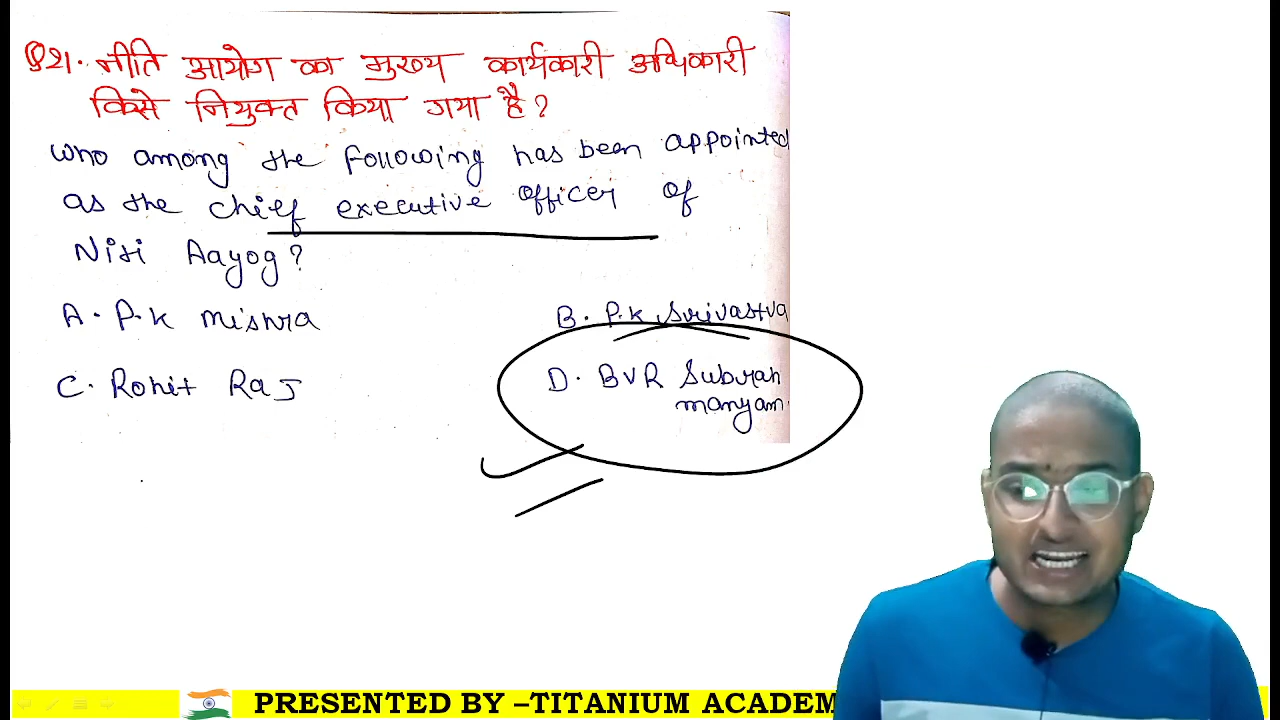 Q21. नीति आयोग का मुख्य कार्यकारी अधिकारी
किसे नियुक्त किया गया है?
who among the following has been appointed
as the chief executive officer of
Niti Aayog?
A. P.K Mishra
B. P.K Srivastva
C. Rohit Raj
D. BVR Subrah
manyam.
PRESENTED BY –TITANIUM ACADEM